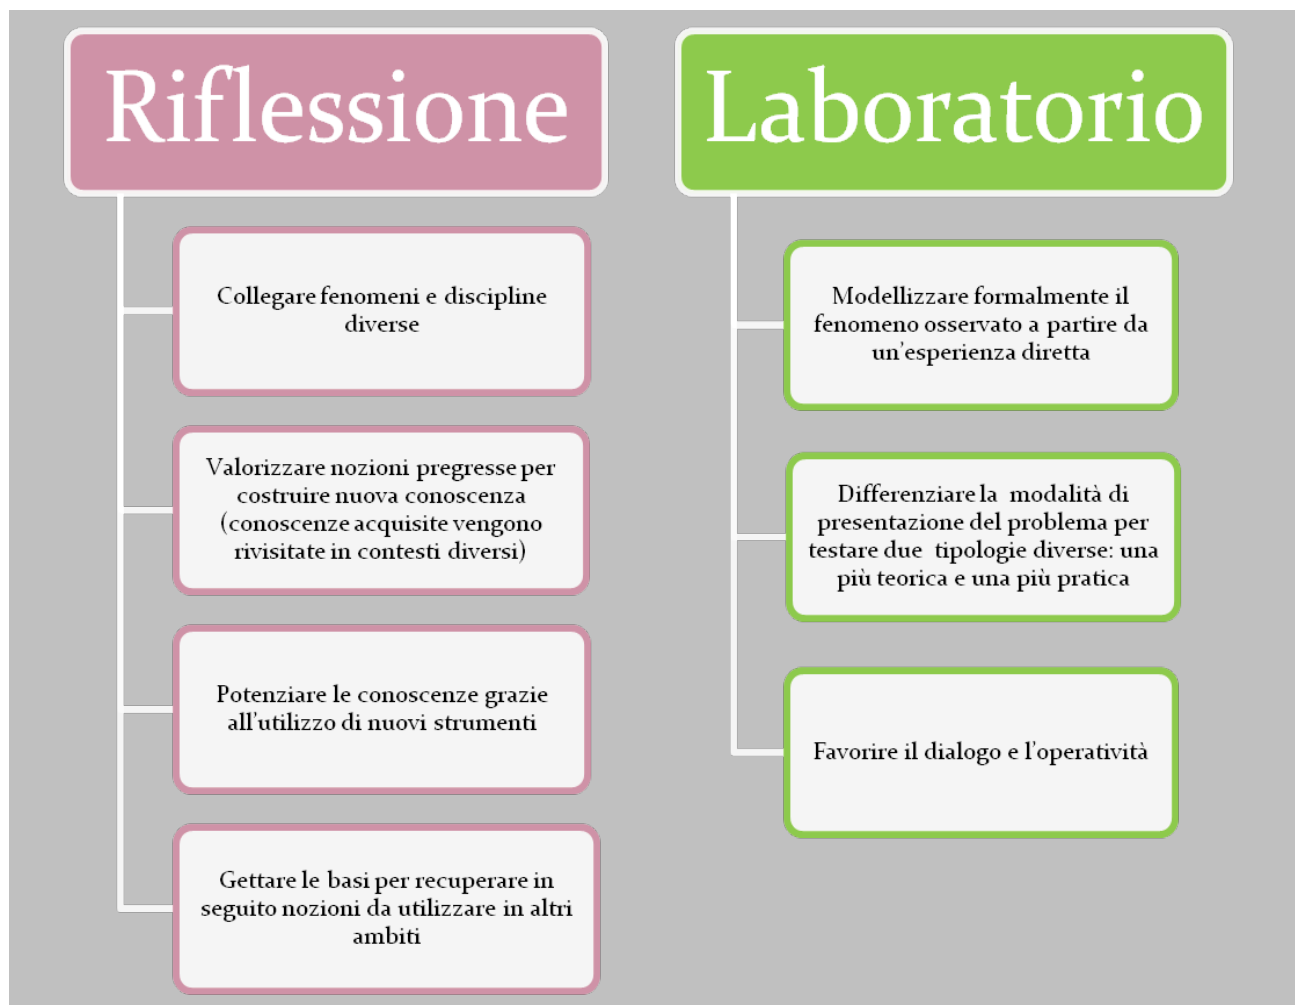 Riflessione
Collegare fenomeni e discipline
diverse
Valorizzare nozioni pregresse per
costruire nuova conoscenza
(conoscenze acquisite vengono
rivisitate in contesti diversi)
Potenziare le conoscenze grazie
all'utilizzo di nuovi strumenti
Gettare le basi per recuperare in
seguito nozioni da utilizzare in altri
ambiti
Laboratorio
Modellizzare formalmente il
fenomeno osservato a partire da
un'esperienza diretta
Differenziare la modalità di
presentazione del problema per
testare due tipologie diverse: una
più teorica e una più pratica
Favorire il dialogo e l'operatività